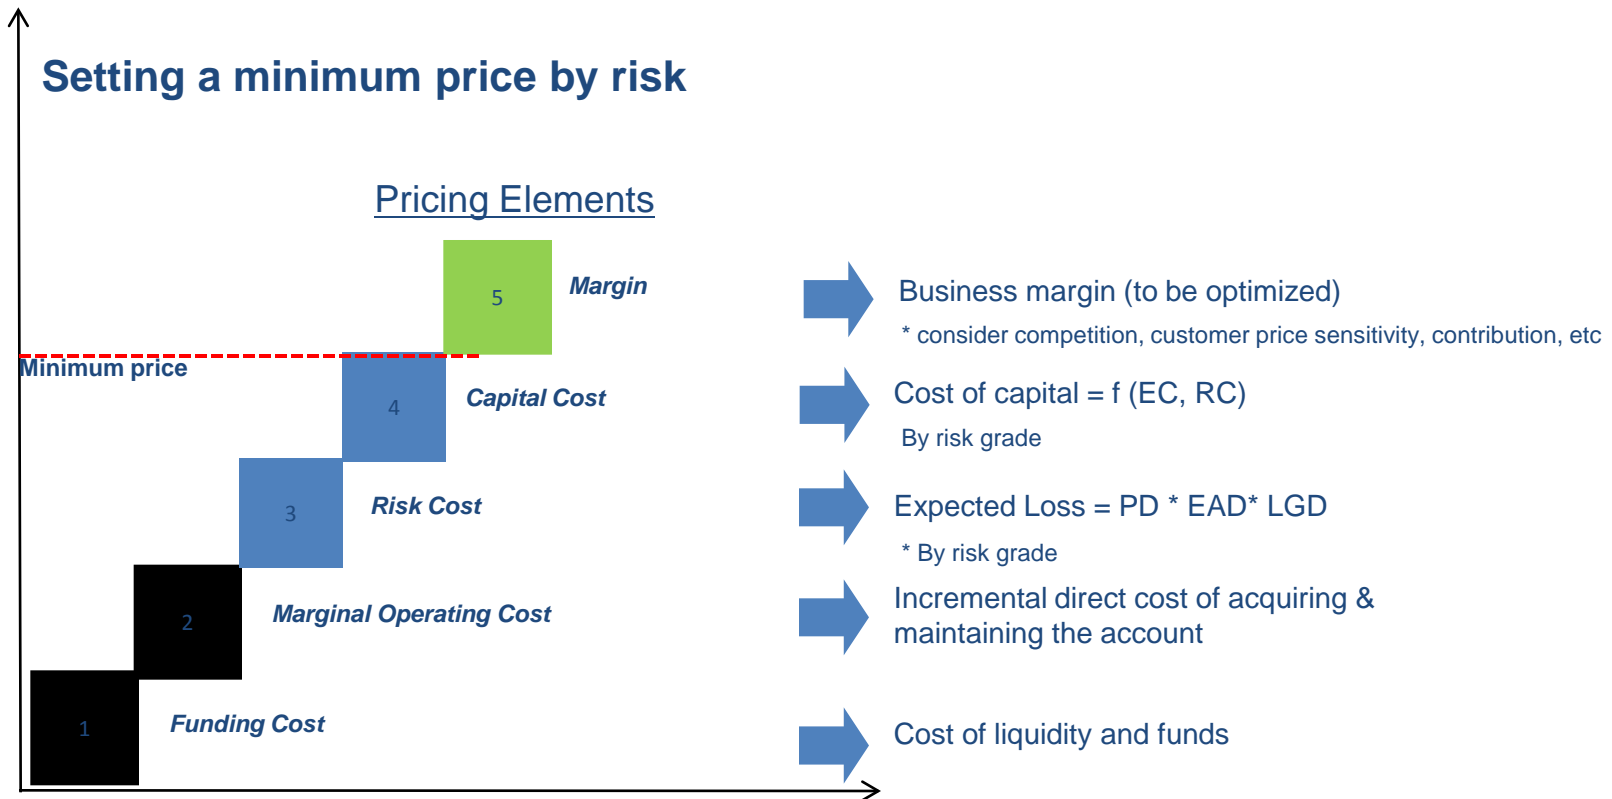 Setting a minimum price by risk
Pricing Elements
5
Margin
Business margin (to be optimized)
* consider competition, customer price sensitivity, contribution, etc
Minimum price
4
Capital Cost
Cost of capital = f (EC, RC)
By risk grade
3
Risk Cost
Expected Loss = PD * EAD* LGD
* By risk grade
2
Marginal Operating Cost
Incremental direct cost of acquiring &
maintaining the account
1
Funding Cost
Cost of liquidity and funds